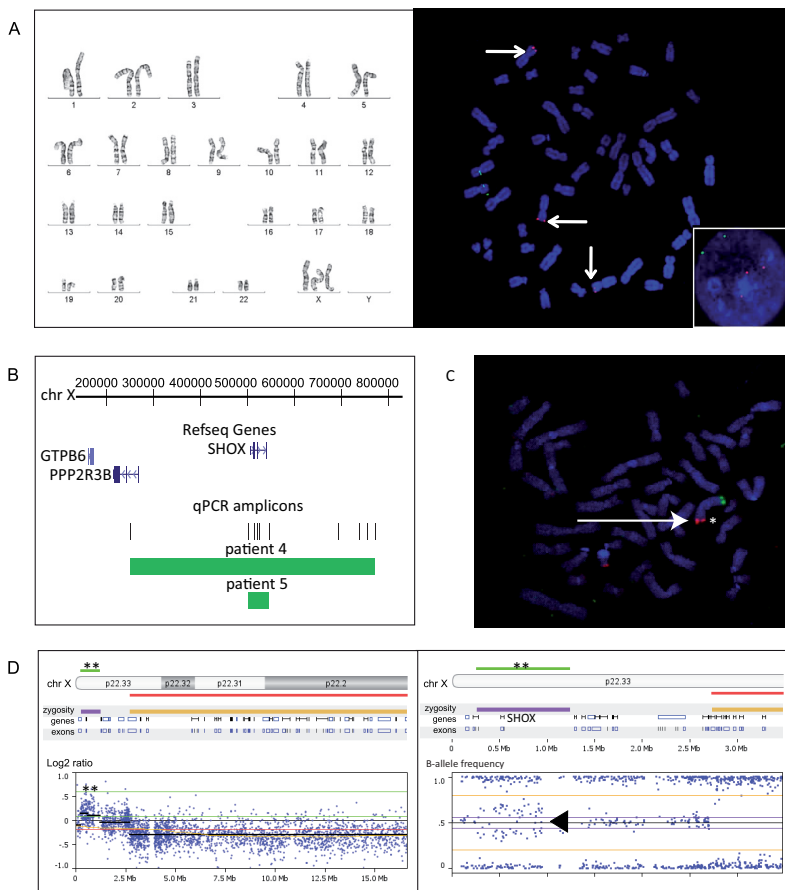 A
1 2 3 4 5
6 7 8 9 10 11 12
13 14 15 16 17 18
19 20 21 22 X Y
B
200000 300000 400000 500000 600000 700000 800000
chr X
Refseq Genes
SHOX
GTPB6
PPP2R3B
qPCR amplicons
patient 4
patient 5
C
*
D
**
chr X p22.33 p22.32 p22.31 p22.2
zygosity
genes
exons
Log2 ratio
1.0
.5
0
-.5
-1.0
**
0 2.5 Mb 5.0 Mb 7.5 Mb 10.0 Mb 12.5 Mb 15.0 Mb
**
chr X p22.33
zygosity
genes SHOX
exons
0 0.5 Mb 1.0 Mb 1.5 Mb 2.0 Mb 2.5 Mb 3.0 Mb
B-allele frequency
1.0
.5
0